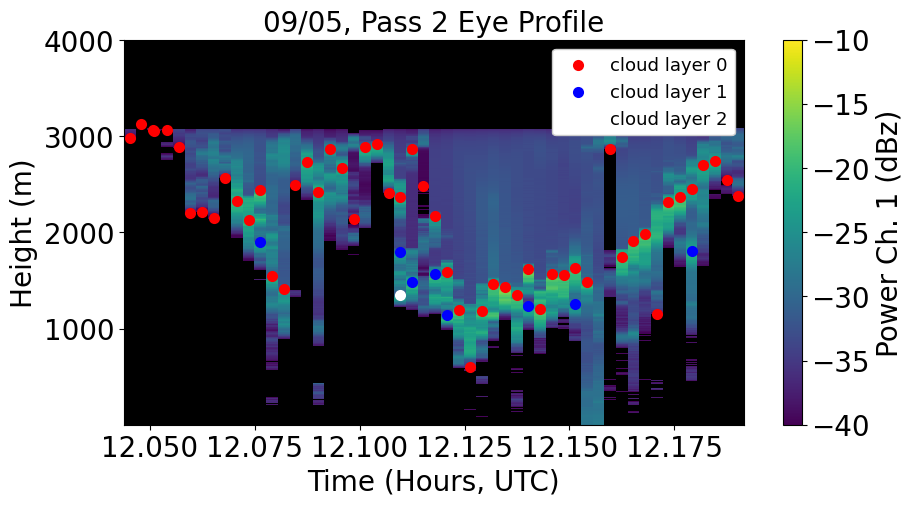 09/05, Pass 2 Eye Profile
4000
3000
2000
1000
Height (m)
cloud layer 0
cloud layer 1
cloud layer 2
12.050 12.075 12.100 12.125 12.150 12.175
Time (Hours, UTC)
−10
−15
−20
−25
−30
−35
−40
Power Ch. 1 (dBz)